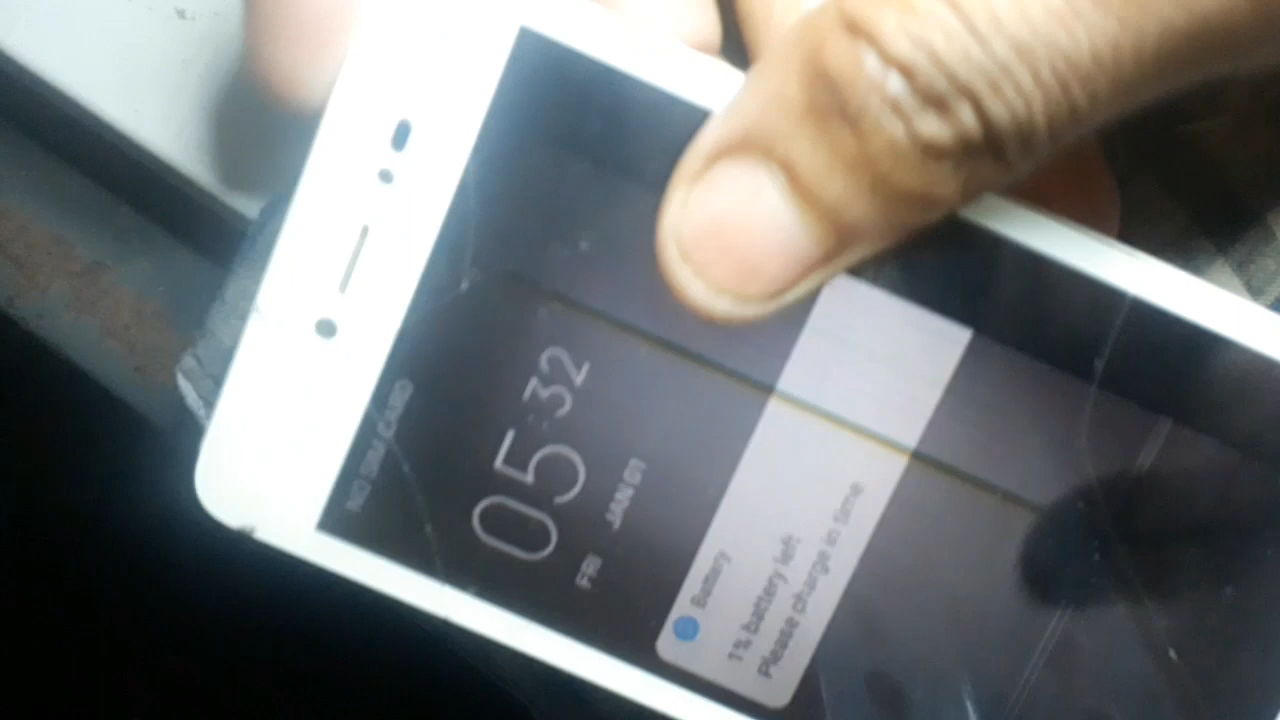 NO SIM CARD
05:32
FRI JAN 01
Battery
1% battery left
Please charge in time